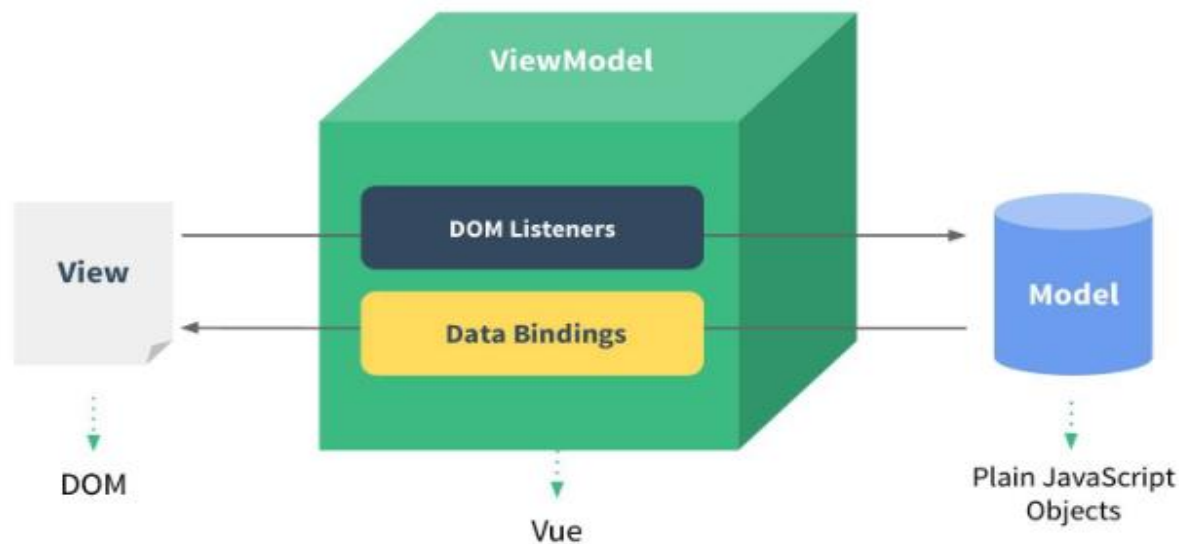 ViewModel
DOM Listeners
View
Model
Data Bindings
DOM
Vue
Plain JavaScript
Objects